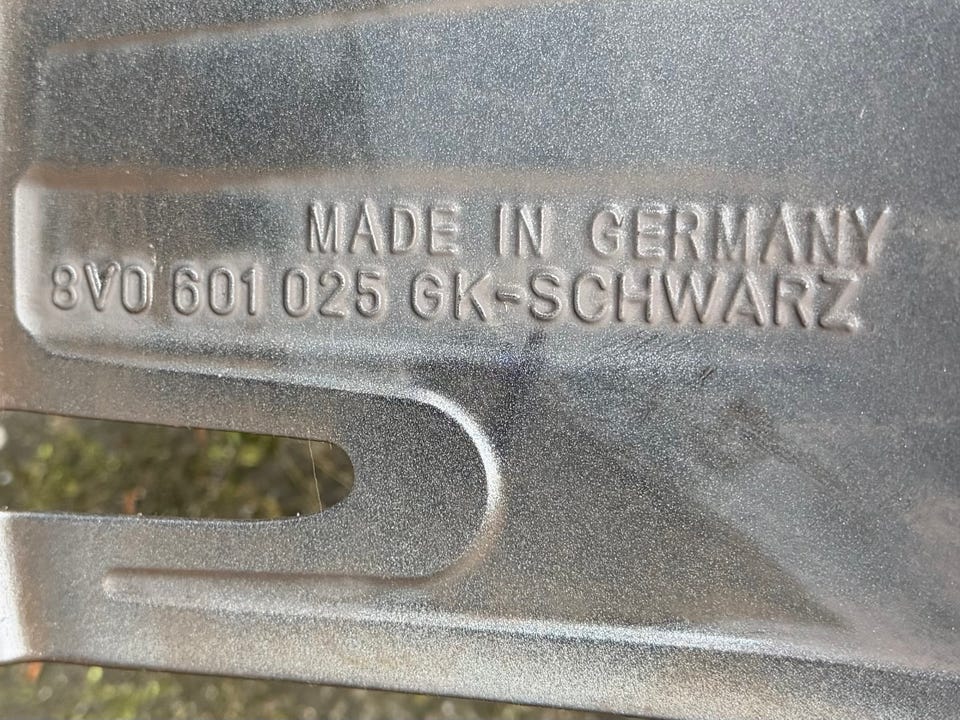 MADE IN GERMANY
8V0 601 025 GK-SCHWARZ